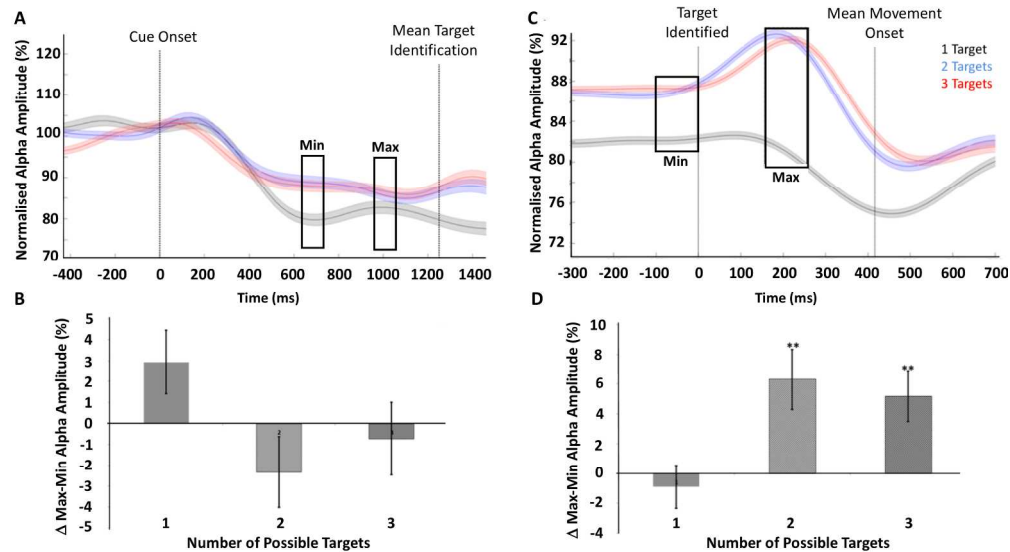 A
Cue Onset
Mean Target
Identification
Normalised Alpha Amplitude (%)
120
110
100
90
80
70
Min
Max
-400 -200 0 200 400 600 800 1000 1200 1400
Time (ms)
C
Target
Identified
Mean Movement
Onset
1 Target
2 Targets
3 Targets
Normalised Alpha Amplitude (%)
92
88
84
80
76
72
Min
Max
-300 -200 -100 0 100 200 300 400 500 600 700
Time (ms)
B
Δ Max-Min Alpha Amplitude (%)
5
4
3
2
1
0
-1
-2
-3
-4
-5
2
1 2 3
Number of Possible Targets
D
Δ Max-Min Alpha Amplitude (%)
10
8
6
4
2
0
-2
-4
**
**
1 2 3
Number of Possible Targets